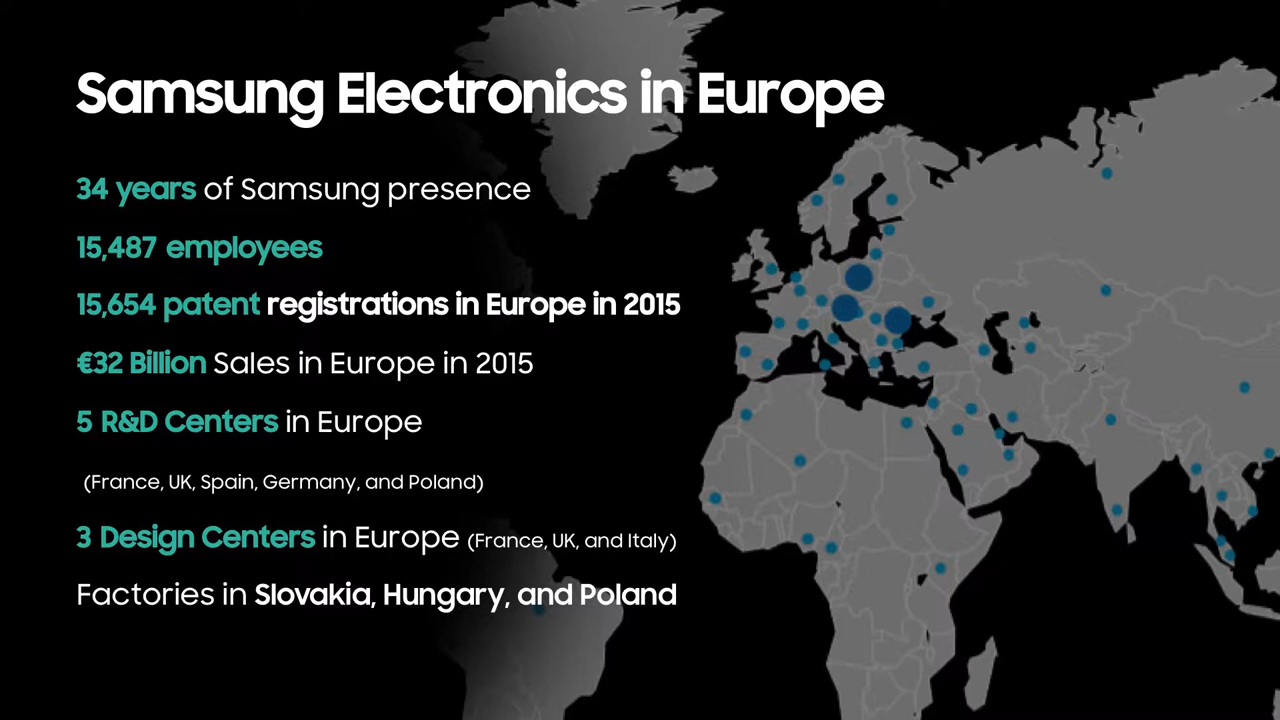 Samsung Electronics in Europe
34 years of Samsung presence
15,487 employees
15,654 patent registrations in Europe in 2015
€32 Billion Sales in Europe in 2015
5 R&D Centers in Europe
(France, UK, Spain, Germany, and Poland)
3 Design Centers in Europe (France, UK, and Italy)
Factories in Slovakia, Hungary, and Poland